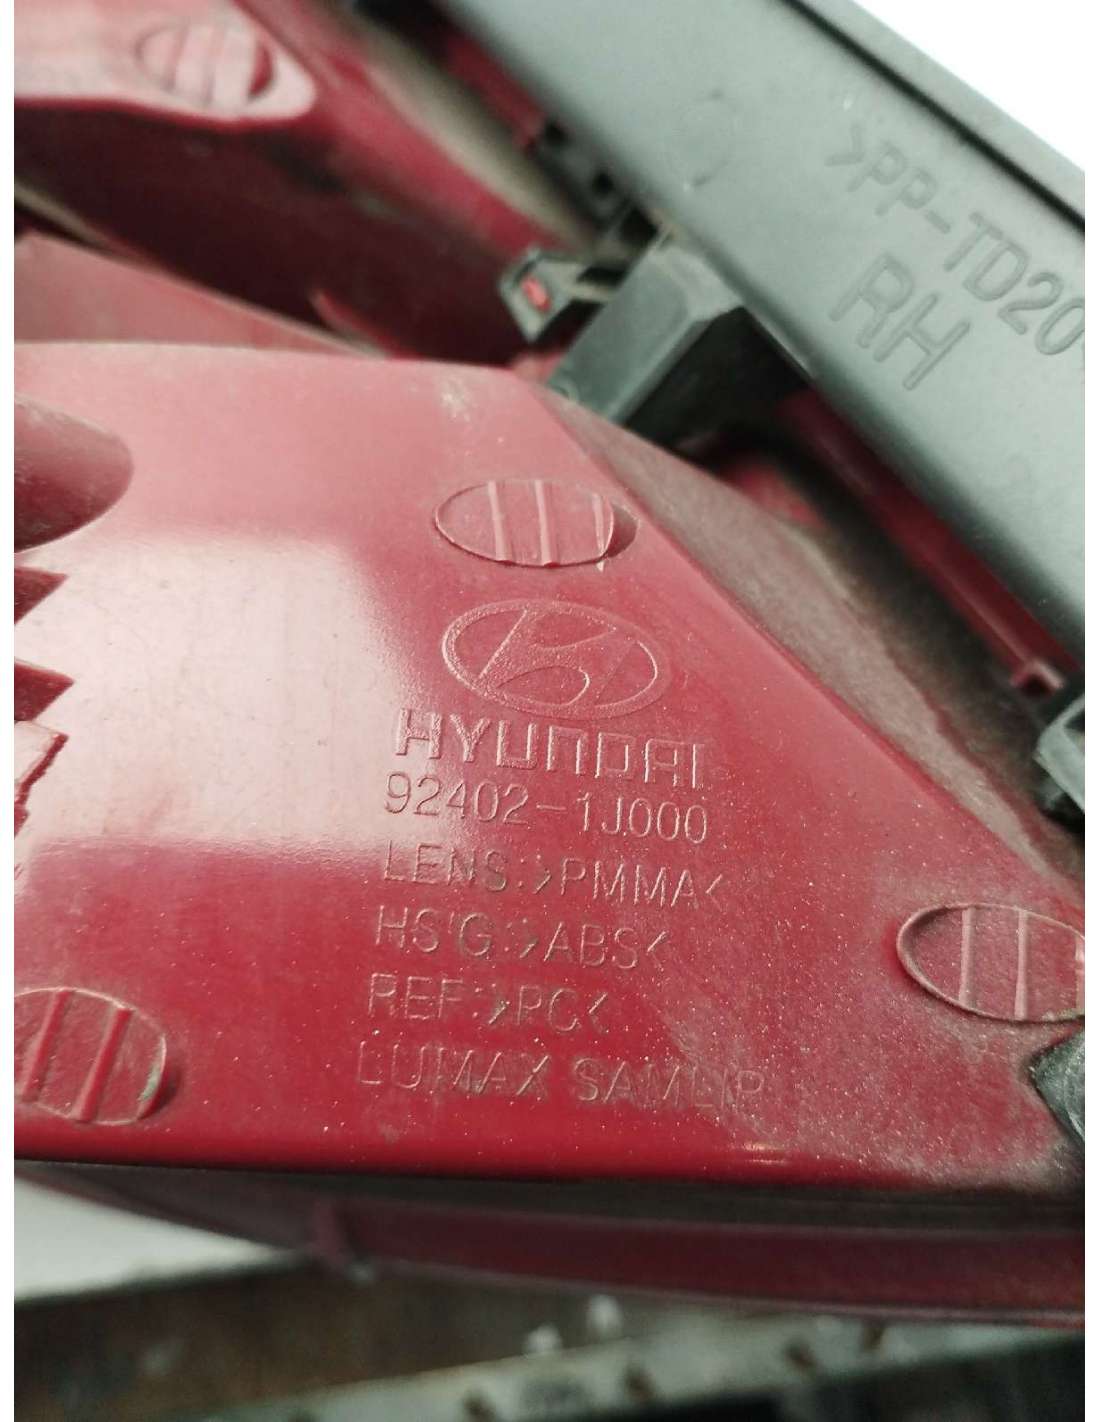 >PP-TD20
RH
HYUNDAI
92402-1J000
LENS:>PMMA<
HS'G:>ABS<
REF:>PC<
LUMAX SAMLIP